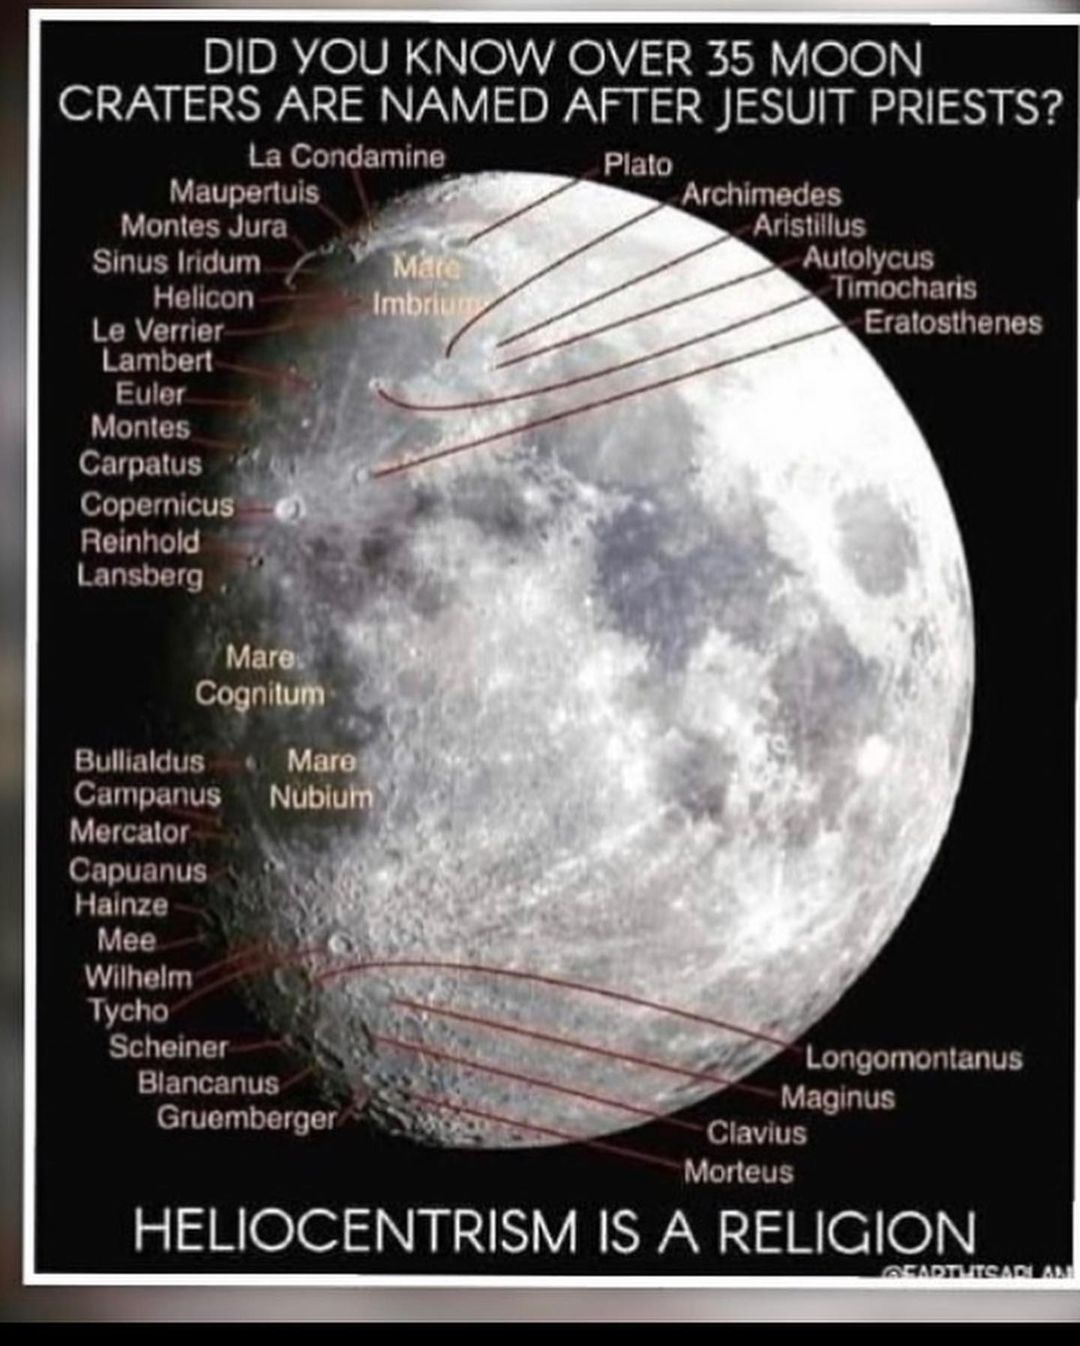 DID YOU KNOW OVER 35 MOON
CRATERS ARE NAMED AFTER JESUIT PRIESTS?
La Condamine
Maupertuis
Montes Jura
Sinus Iridum
Helicon
Le Verrier
Lambert
Euler
Montes
Carpatus
Copernicus
Reinhold
Lansberg
Plato
Archimedes
Aristillus
Autolycus
Timocharis
Eratosthenes
Mare
Imbrium
Mare
Cognitum
Mare
Nubium
Bullialdus
Campanus
Mercator
Capuanus
Hainze
Mee
Wilhelm
Tycho
Scheiner
Blancanus
Gruemberger
Longomontanus
Maginus
Clavius
Morteus
HELIOCENTRISM IS A RELIGION